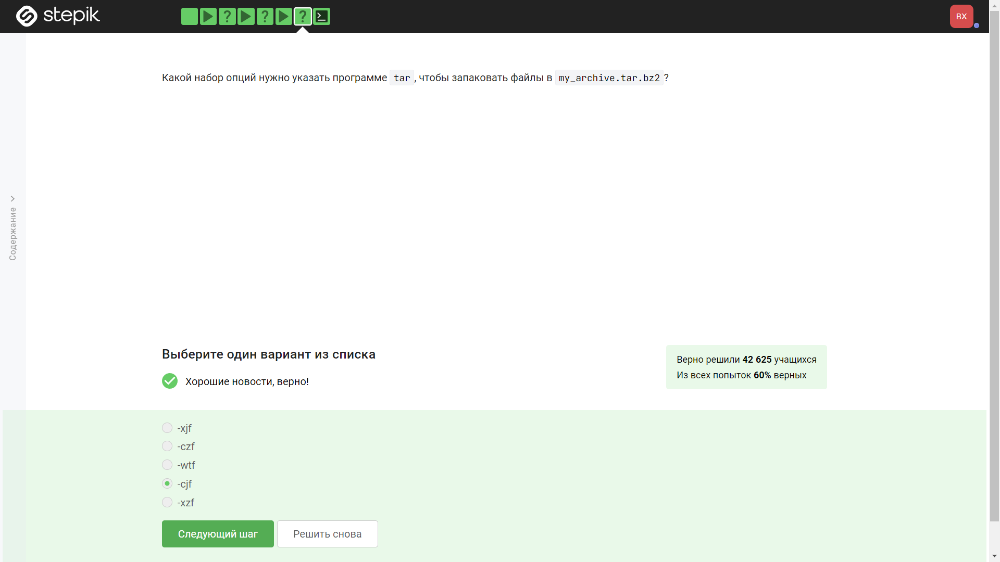 stepik
? ? ?
ВХ
Какой набор опций нужно указать программе tar, чтобы запаковать файлы в my_archive.tar.bz2?
Содержание
Выберите один вариант из списка
Хорошие новости, верно!
Верно решили 42 625 учащихся
Из всех попыток 60% верных
-xjf
-czf
-wtf
-cjf
-xzf
Следующий шаг
Решить снова